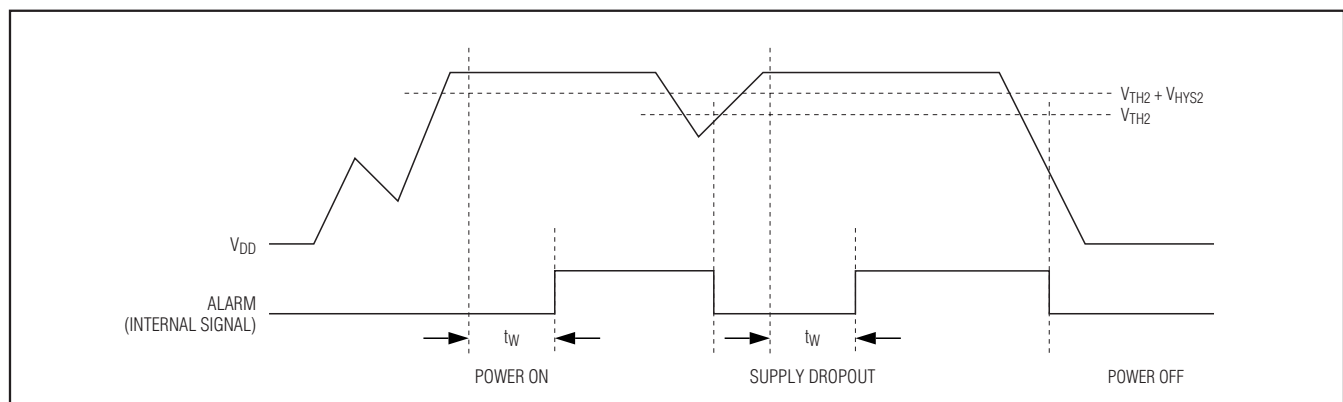 VTH2 + VHYS2
VTH2
VDD
ALARM
(INTERNAL SIGNAL)
tW
tW
POWER ON
SUPPLY DROPOUT
POWER OFF